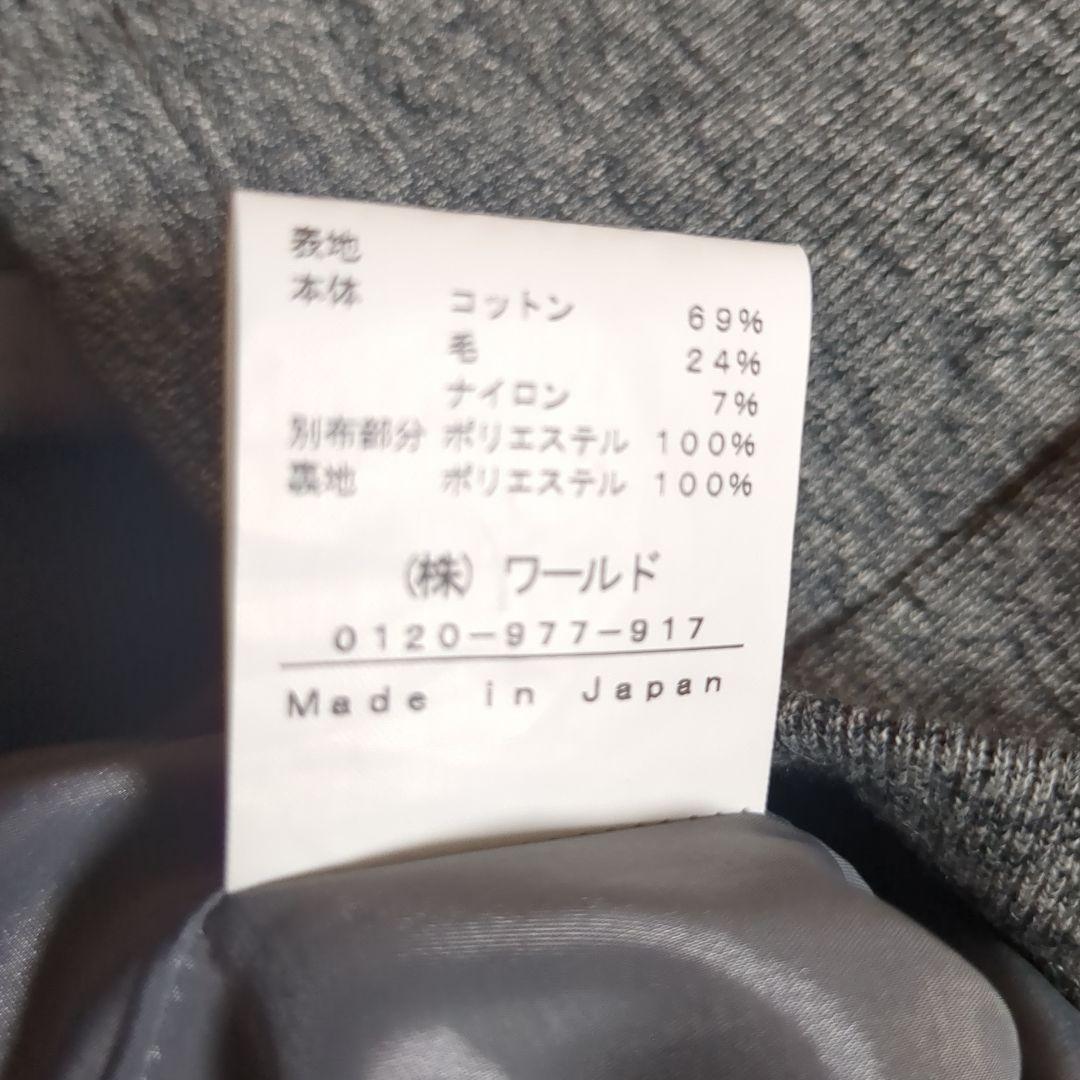 表地
本体 コットン 69%
毛 24%
ナイロン 7%
別布部分 ポリエステル 100%
裏地 ポリエステル 100%
(株) ワールド
0120-977-917
Made in Japan